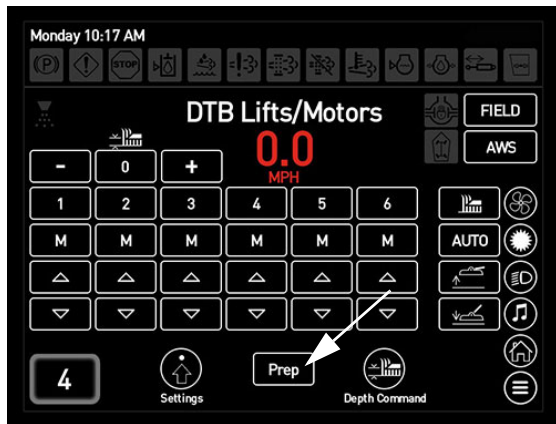 Monday 10:17 AM
(P) STOP
DTB Lifts/Motors
FIELD
0.0
MPH
AWS
- 0 +
1 2 3 4 5 6
M M M M M M AUTO
4
Settings
Prep
Depth Command